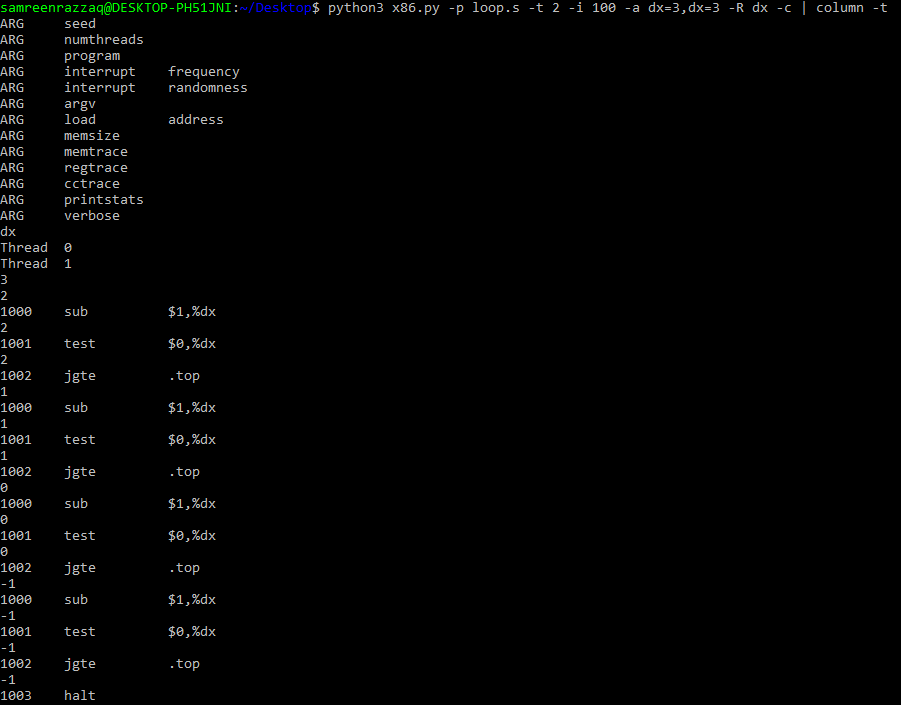 samreenrazzaq@DESKTOP-PH51JNI:~/Desktop$ python3 x86.py -p loop.s -t 2 -i 100 -a dx=3,dx=3 -R dx -c | column -t
ARG seed
ARG numthreads
ARG program
ARG interrupt frequency
ARG interrupt randomness
ARG argv
ARG load address
ARG memsize
ARG memtrace
ARG regtrace
ARG cctrace
ARG printstats
ARG verbose
dx
Thread 0
Thread 1
3
2
1000 sub $1,%dx
2
1001 test $0,%dx
2
1002 jgte .top
1
1000 sub $1,%dx
1
1001 test $0,%dx
1
1002 jgte .top
0
1000 sub $1,%dx
0
1001 test $0,%dx
0
1002 jgte .top
-1
1000 sub $1,%dx
-1
1001 test $0,%dx
-1
1002 jgte .top
-1
1003 halt